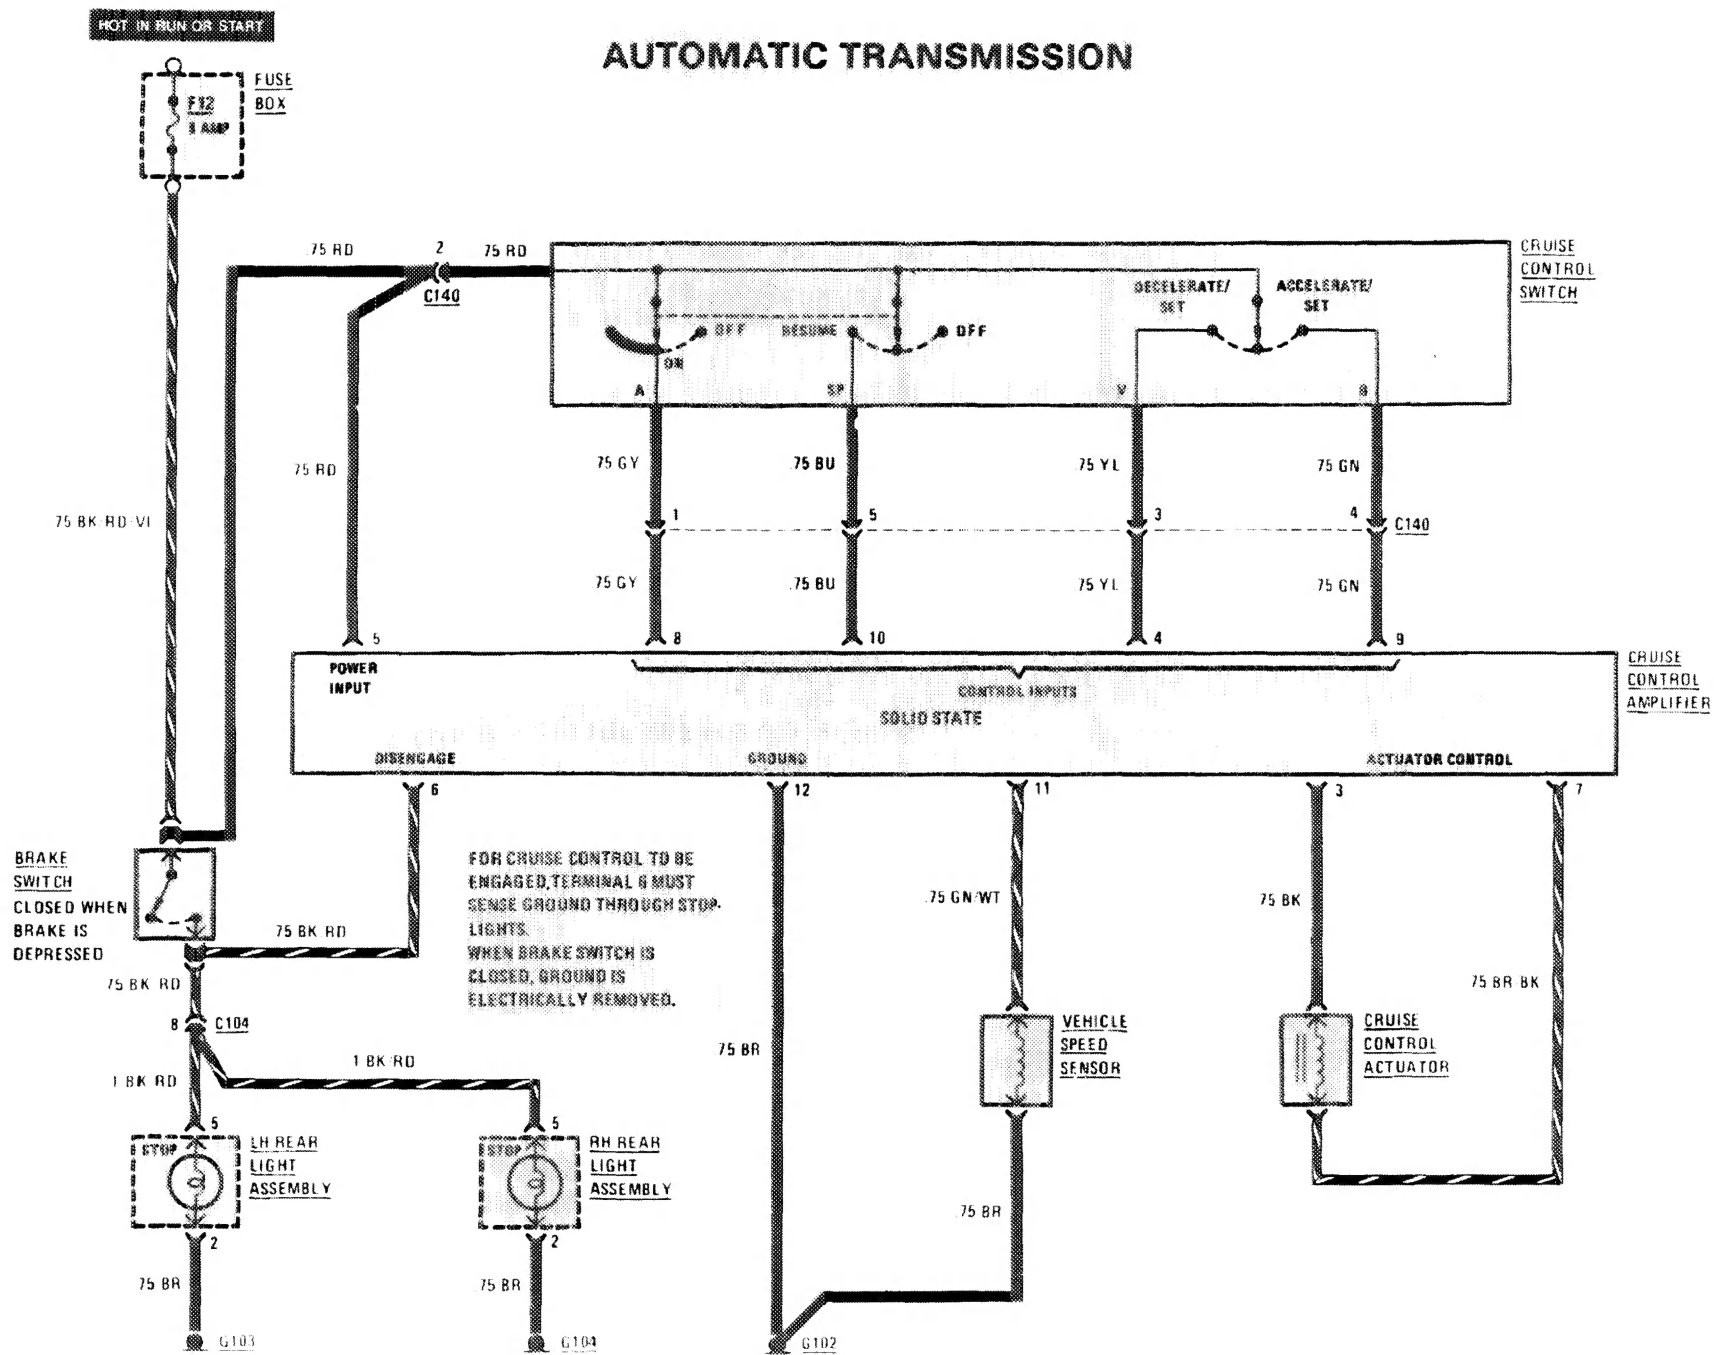 HOT IN RUN OR START
AUTOMATIC TRANSMISSION
FUSE
BOX
F12
8 AMP
.75 RD
2
.75 RD
C140
CRUISE
CONTROL
SWITCH
DECELERATE/
SET
ACCELERATE/
SET
OFF
RESUME
OFF
ON
A
SP
V
B
.75 RD
.75 GY
.75 BU
.75 YL
.75 GN
75 BK/RD/VI
1
5
3
4
C140
.75 GY
.75 BU
.75 YL
.75 GN
5
8
10
4
9
POWER
INPUT
CONTROL INPUTS
SOLID STATE
CRUISE
CONTROL
AMPLIFIER
DISENGAGE
GROUND
ACTUATOR CONTROL
6
12
11
3
7
BRAKE
SWITCH
CLOSED WHEN
BRAKE IS
DEPRESSED
FOR CRUISE CONTROL TO BE
ENGAGED, TERMINAL 6 MUST
SENSE GROUND THROUGH STOP-
LIGHTS.
WHEN BRAKE SWITCH IS
CLOSED, GROUND IS
ELECTRICALLY REMOVED.
.75 GN/WT
75 BK
.75 BK/RD
.75 BK/RD
75 BR/BK
8
C104
.75 BR
VEHICLE
SPEED
SENSOR
CRUISE
CONTROL
ACTUATOR
1 BK/RD
1 BK/RD
5
5
STOP
LH REAR
LIGHT
ASSEMBLY
STOP
RH REAR
LIGHT
ASSEMBLY
.75 BR
2
2
.75 BR
.75 BR
G103
G104
G102